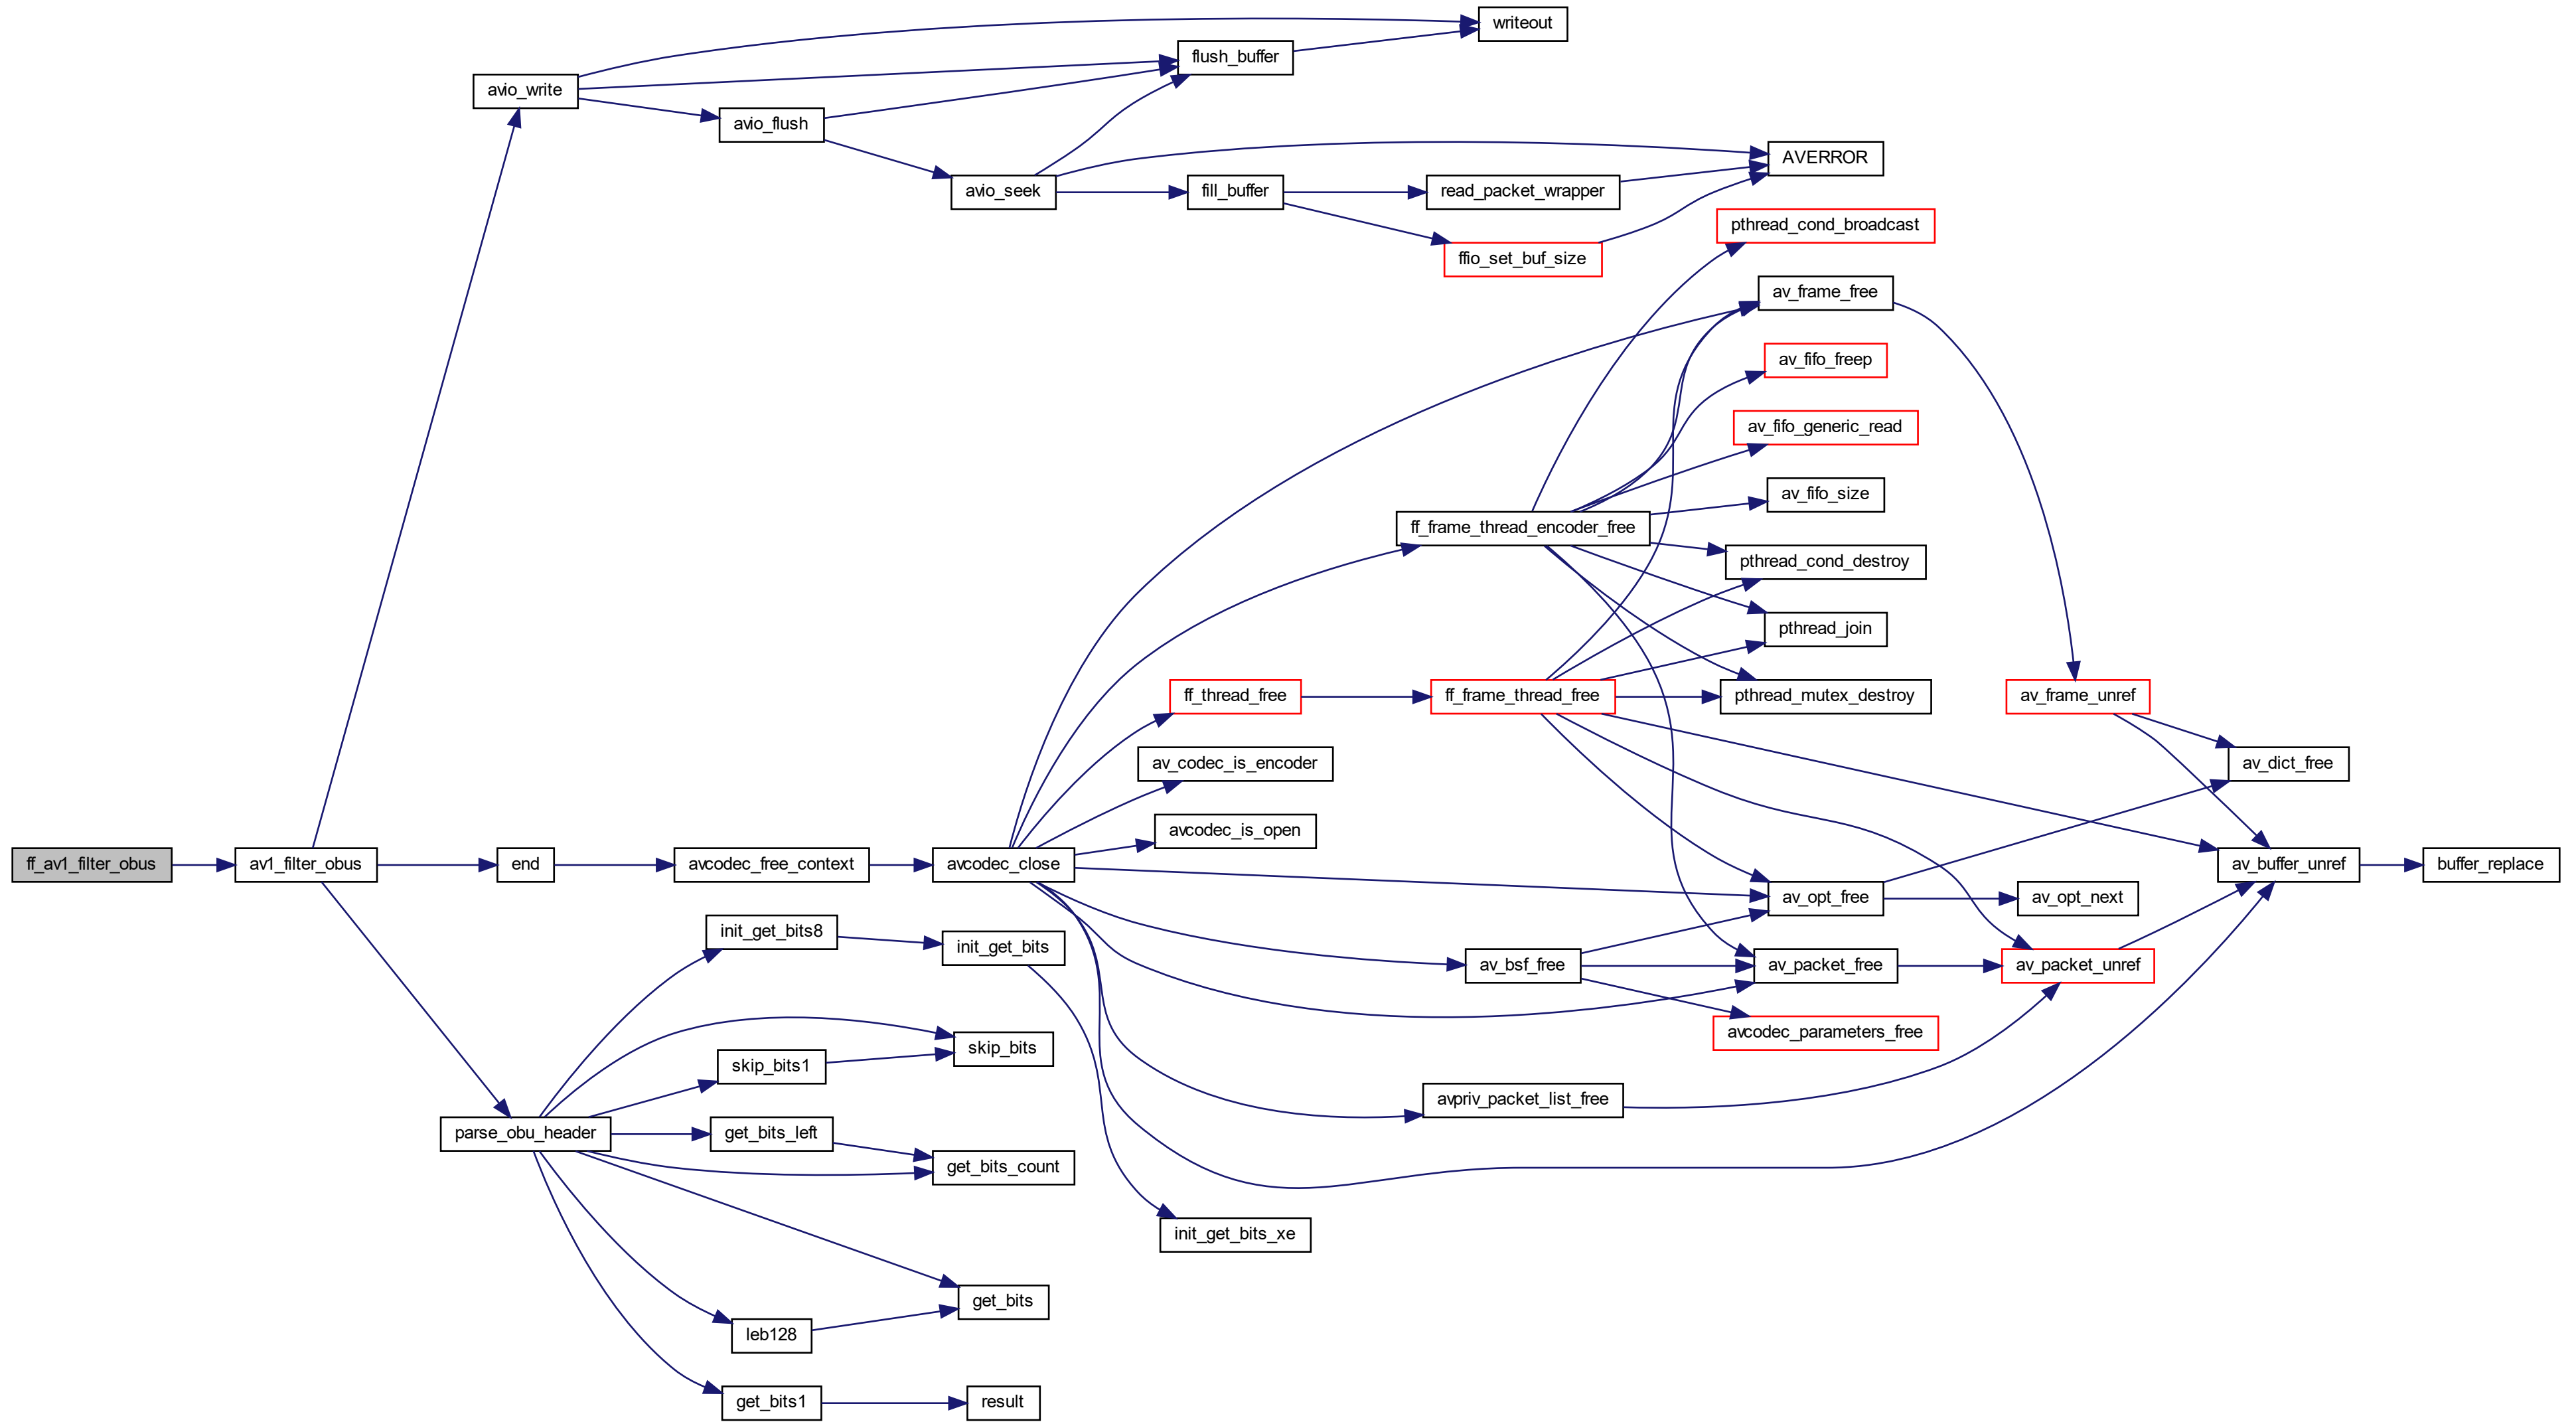 writeout
flush_buffer
avio_write
avio_flush
AVERROR
avio_seek
fill_buffer
read_packet_wrapper
pthread_cond_broadcast
ffio_set_buf_size
av_frame_free
av_fifo_freep
av_fifo_generic_read
av_fifo_size
ff_frame_thread_encoder_free
pthread_cond_destroy
pthread_join
ff_thread_free
ff_frame_thread_free
pthread_mutex_destroy
av_frame_unref
av_codec_is_encoder
av_dict_free
avcodec_is_open
ff_av1_filter_obus
av1_filter_obus
end
avcodec_free_context
avcodec_close
av_buffer_unref
buffer_replace
av_opt_free
av_opt_next
init_get_bits8
init_get_bits
av_bsf_free
av_packet_free
av_packet_unref
avcodec_parameters_free
skip_bits
skip_bits1
avpriv_packet_list_free
parse_obu_header
get_bits_left
get_bits_count
init_get_bits_xe
get_bits
leb128
get_bits1
result